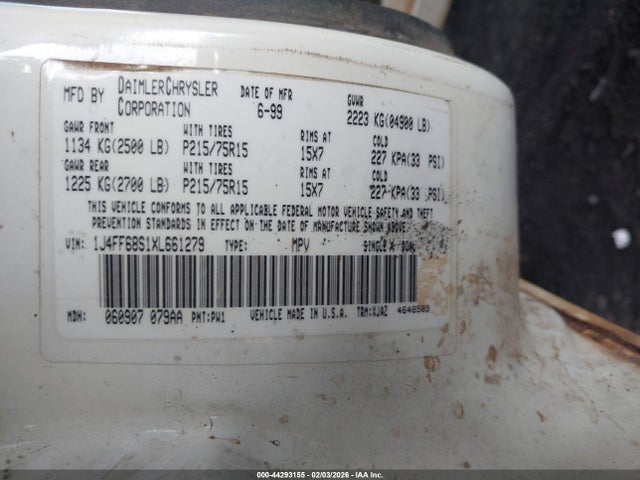 MFD BY DAIMLERCHRYSLER CORPORATION DATE OF MFR 6-99 GVWR 2223 KG(04900 LB)
GAWR FRONT WITH TIRES RIMS AT COLD
1134 KG(2500 LB) P215/75R15 15X7 227 KPA(33 PSI)
GAWR REAR WITH TIRES RIMS AT COLD
1225 KG(2700 LB) P215/75R15 15X7 227 KPA(33 PSI)
THIS VEHICLE CONFORMS TO ALL APPLICABLE FEDERAL MOTOR VEHICLE SAFETY AND THEFT
PREVENTION STANDARDS IN EFFECT ON THE DATE OF MANUFACTURE SHOWN ABOVE
VIN: 1J4FF68S1XL661279 TYPE: MPV SINGLE X
MDH: 060907 079AA PNT:PW1 VEHICLE MADE IN U.S.A. TRM:XJAZ 4648503
000-44293155 - 02/03/2026 - IAA Inc.